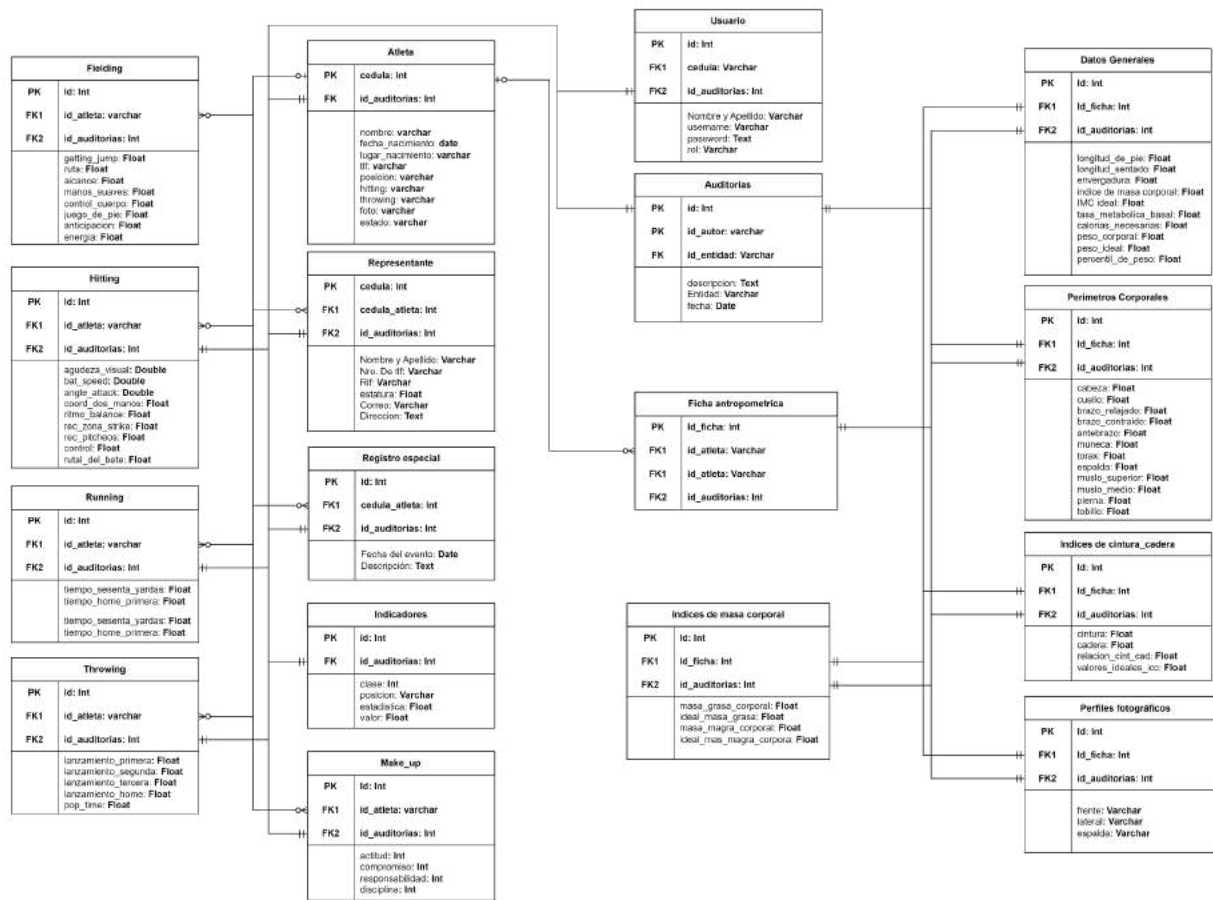 Fielding
PK id: Int
FK1 id_atleta: varchar
FK2 id_auditorias: Int
getting_jump: Float
ruta: Float
alcance: Float
manos_suaves: Float
control_cuerpo: Float
juego_de_pie: Float
anticipacion: Float
energia: Float
Hitting
PK id: Int
FK1 id_atleta: varchar
FK2 id_auditorias: Int
agudeza_visual: Double
bat_speed: Double
angle_attack: Double
coord_dos_manos: Float
ritmo_balance: Float
rec_zona_strike: Float
rec_pitcheos: Float
control: Float
rutal_del_bate: Float
Running
PK id: Int
FK1 id_atleta: varchar
FK2 id_auditorias: Int
tiempo_sesenta_yardas: Float
tiempo_home_primera: Float
tiempo_sesenta_yardas: Float
tiempo_home_primera: Float
Throwing
PK id: Int
FK1 id_atleta: varchar
FK2 id_auditorias: Int
lanzamiento_primera: Float
lanzamiento_segunda: Float
lanzamiento_tercera: Float
lanzamiento_home: Float
pop_time: Float
Atleta
PK cedula: Int
FK id_auditorias: Int
nombre: varchar
fecha_nacimiento: date
lugar_nacimiento: varchar
tlf: varchar
posicion: varchar
hitting: varchar
throwing: varchar
foto: varchar
estado: varchar
Representante
PK cedula: Int
FK1 cedula_atleta: Int
FK2 id_auditorias: Int
Nombre y Apellido: Varchar
Nro. De tlf: Varchar
Rif: Varchar
estatura: Float
Correo: Varchar
Direccion: Text
Registro especial
PK id: Int
FK1 cedula_atleta: Int
FK2 id_auditorias: Int
Fecha del evento: Date
Descripción: Text
Indicadores
PK id: Int
FK id_auditorias: Int
clase: Int
posicion: Varchar
estadistica: Float
valor: Float
Make_up
PK Id: Int
FK1 id_atleta: varchar
FK2 id_auditorias: Int
actitud: Int
compromiso: Int
responsabilidad: Int
disciplina: Int
Usuario
PK id: Int
FK1 cedula: Varchar
FK2 id_auditorias: Int
Nombre y Apellido: Varchar
username: Varchar
password: Text
rol: Varchar
Auditorias
PK id: Int
PK id_autor: varchar
FK id_entidad: Varchar
descripcion: Text
Entidad: Varchar
fecha: Date
Ficha antropometrica
PK Id_ficha: Int
FK1 id_atleta: Varchar
FK1 id_atleta: Varchar
FK2 id_auditorias: Int
Indices de masa corporal
PK Id: Int
FK1 Id_ficha: Int
FK2 id_auditorias: Int
masa_grasa_corporal: Float
ideal_masa_grasa: Float
masa_magra_corporal: Float
ideal_mas_magra_corpora: Float
Datos Generales
PK Id: Int
FK1 Id_ficha: Int
FK2 id_auditorias: Int
longitud_de_pie: Float
longitud_sentado: Float
envergadura: Float
indice de masa corporal: Float
IMC ideal: Float
tasa_metabolica_basal: Float
calorias_necesarias: Float
peso_corporal: Float
peso_ideal: Float
percentil_de_peso: Float
Perimetros Corporales
PK Id: Int
FK1 Id_ficha: Int
FK2 id_auditorias: Int
cabeza: Float
cuello: Float
brazo_relajado: Float
brazo_contraido: Float
antebrazo: Float
muneca: Float
torax: Float
espalda: Float
muslo_superior: Float
muslo_medio: Float
pierna: Float
tobillo: Float
Indices de cintura_cadera
PK Id: Int
FK1 Id_ficha: Int
FK2 id_auditorias: Int
cintura: Float
cadera: Float
relacion_cint_cad: Float
valores_ideales_icc: Float
Perfiles fotográficos
PK Id: Int
FK1 Id_ficha: Int
FK2 id_auditorias: Int
frente: Varchar
lateral: Varchar
espalda: Varchar